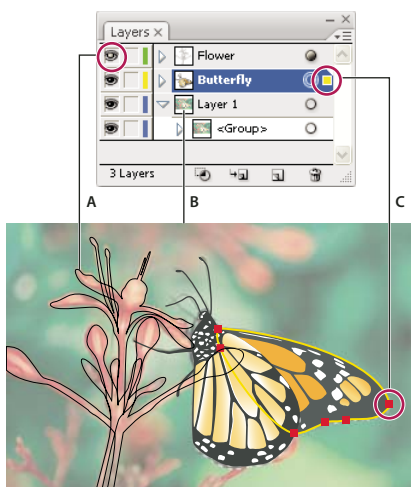 Layers ×
Flower
Butterfly
Layer 1
<Group>
3 Layers
A B C